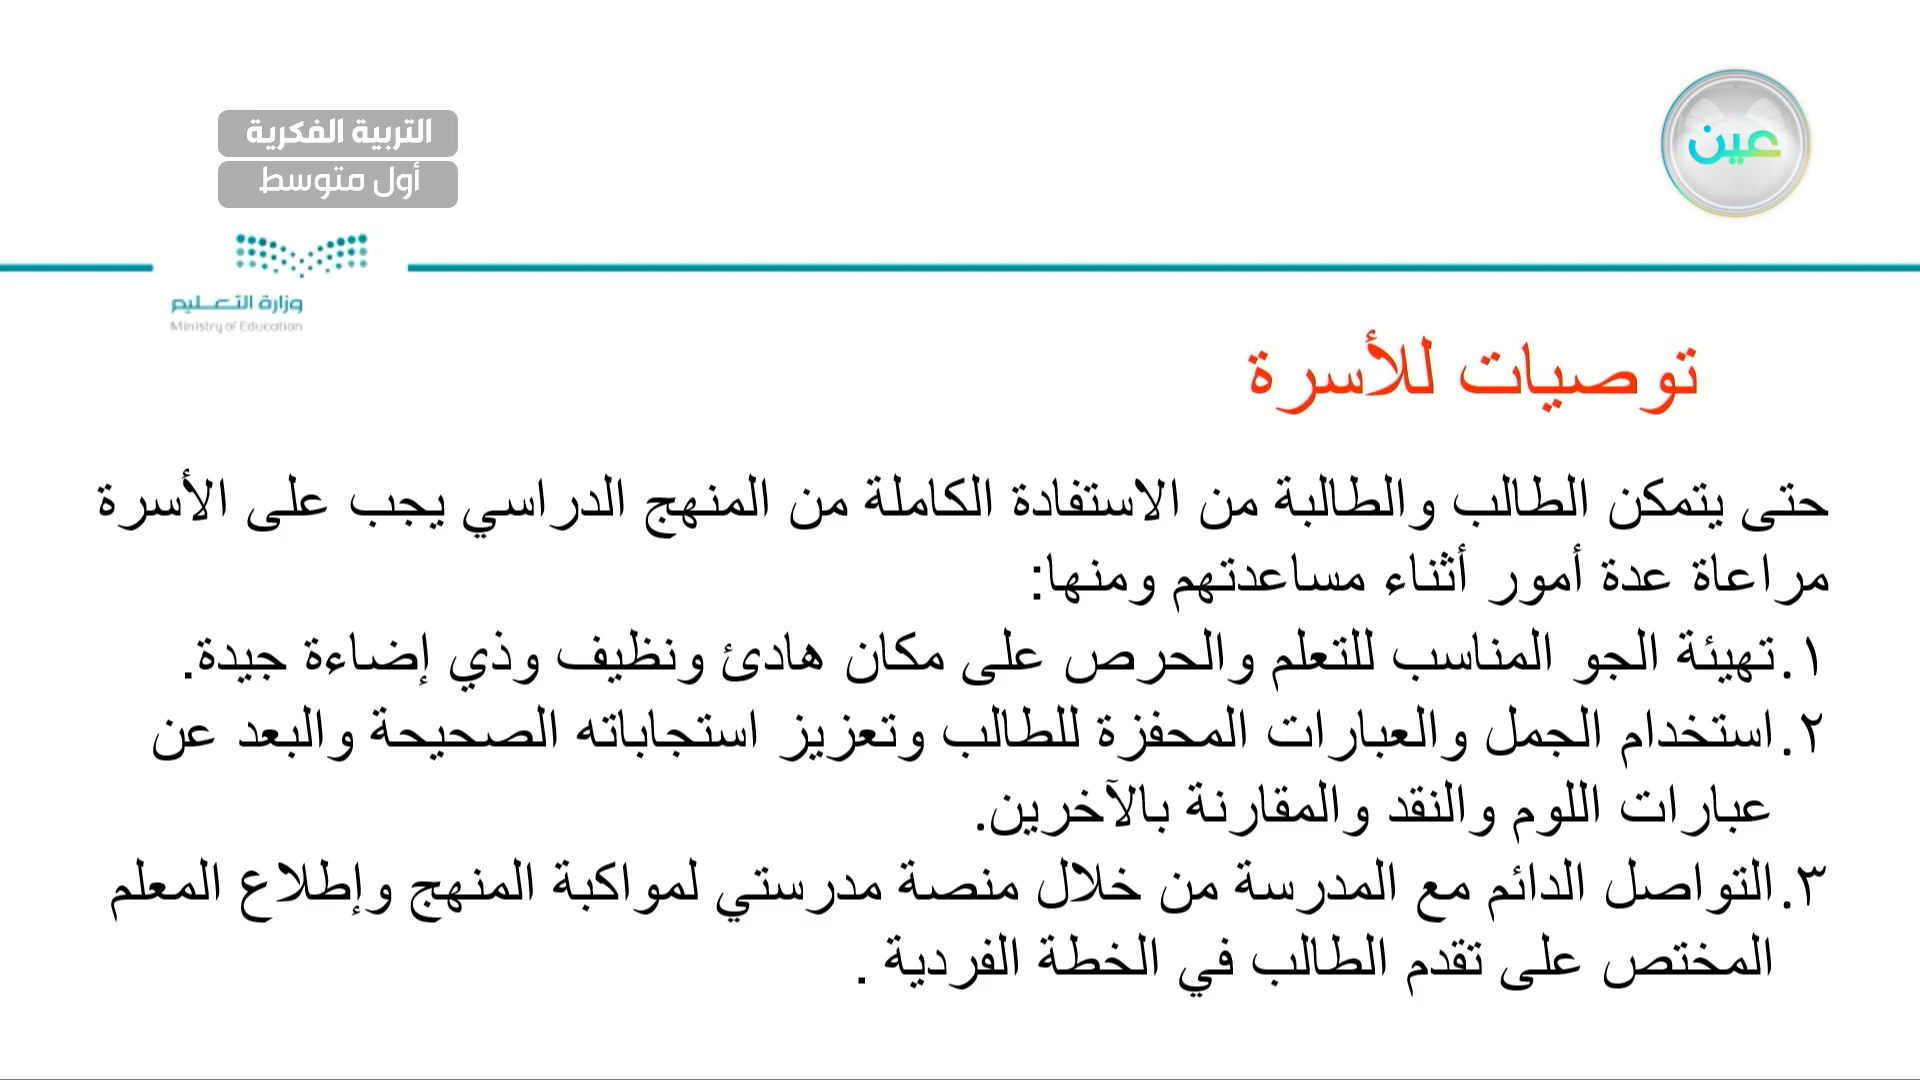 عين
التربية الفكرية
أول متوسط
وزارة التعليم
Ministry of Education
توصيات للأسرة
حتى يتمكن الطالب والطالبة من الاستفادة الكاملة من المنهج الدراسي يجب على الأسرة
مراعاة عدة أمور أثناء مساعدتهم ومنها:
١. تهيئة الجو المناسب للتعلم والحرص على مكان هادئ ونظيف وذي إضاءة جيدة.
٢. استخدام الجمل والعبارات المحفزة للطالب وتعزيز استجاباته الصحيحة والبعد عن
عبارات اللوم والنقد والمقارنة بالآخرين.
٣. التواصل الدائم مع المدرسة من خلال منصة مدرستي لمواكبة المنهج وإطلاع المعلم
المختص على تقدم الطالب في الخطة الفردية .